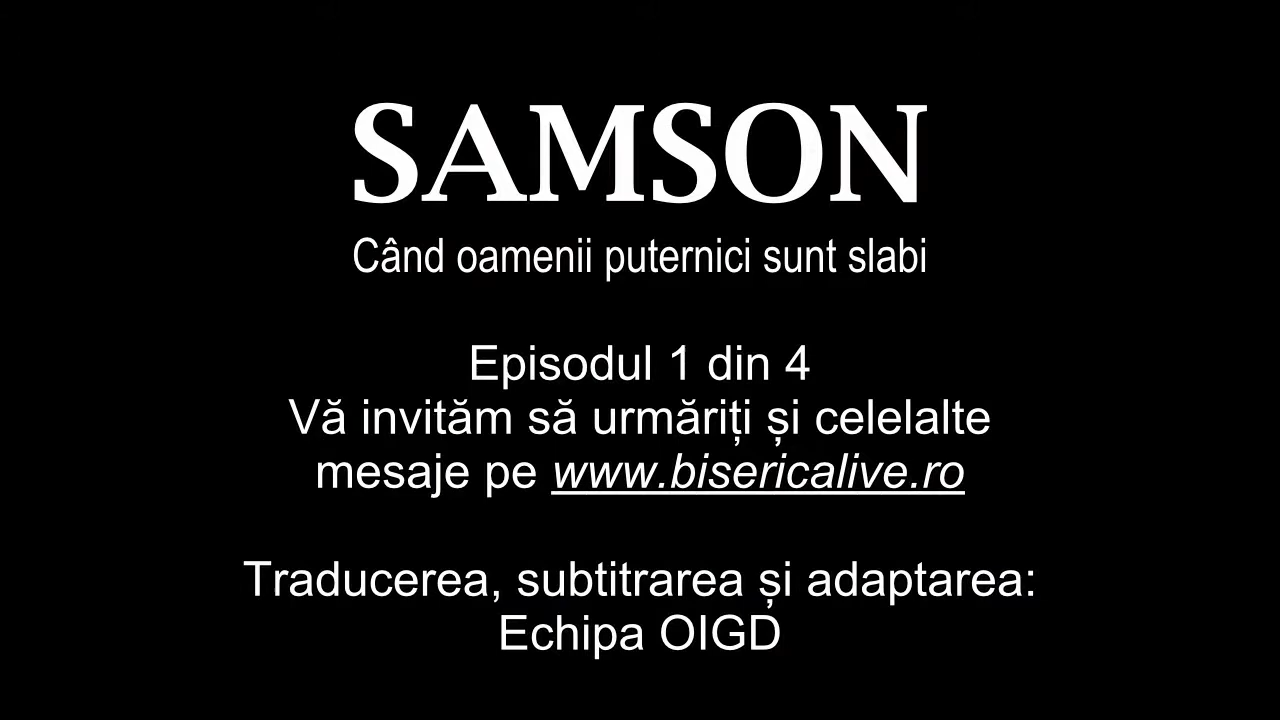 SAMSON
Când oamenii puternici sunt slabi
Episodul 1 din 4
Vă invităm să urmăriți și celelalte
mesaje pe www.bisericalive.ro
Traducerea, subtitrarea și adaptarea:
Echipa OIGD